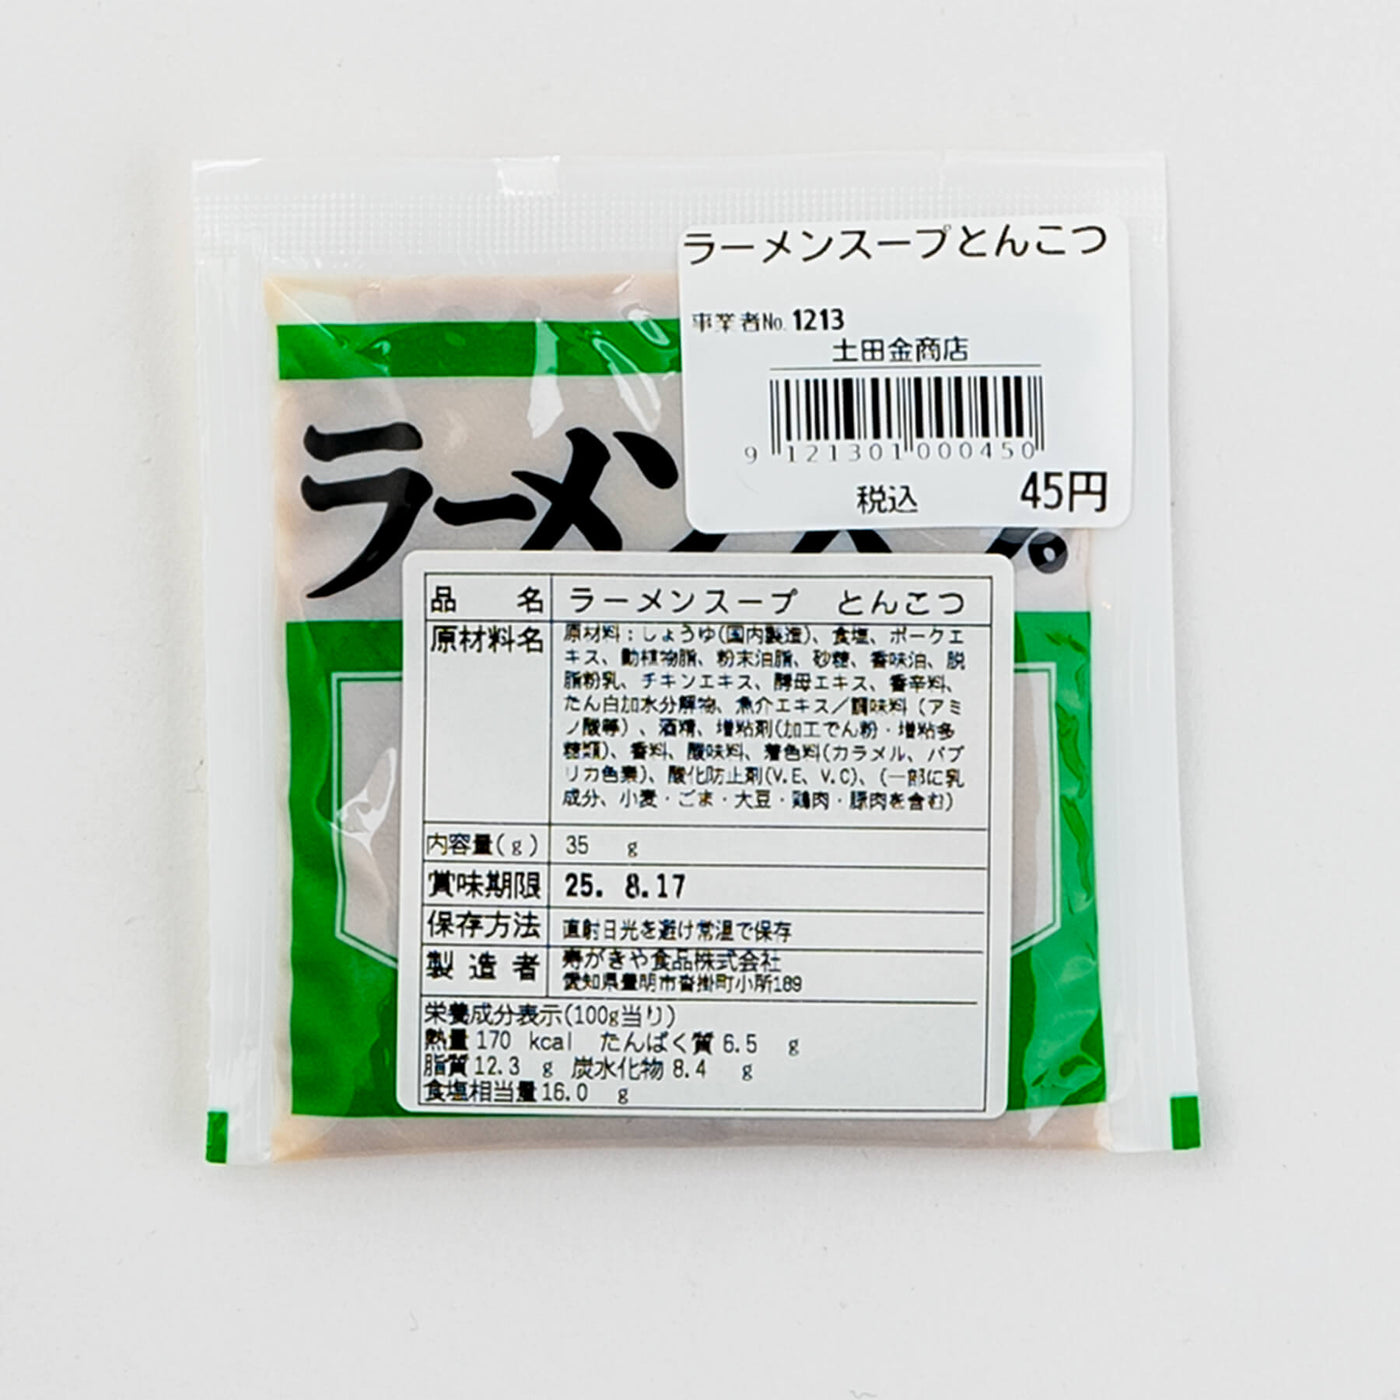 ラーメンスープとんこつ
事業者No. 1213
土田金商店
9 121301 000450
税込 45円
ラーメンスープ
品 名 ラーメンスープ とんこつ
原材料名 原材料：しょうゆ(国内製造)、食塩、ポークエ
キス、動植物脂、粉末油脂、砂糖、香味油、脱
脂粉乳、チキンエキス、酵母エキス、香辛料、
たん白加水分解物、魚介エキス／調味料（アミ
ノ酸等）、酒精、増粘剤(加工でん粉・増粘多
糖類)、香料、酸味料、着色料(カラメル、パプ
リカ色素)、酸化防止剤(V.E、V.C)、(一部に乳
成分、小麦・ごま・大豆・鶏肉・豚肉を含む)
内容量(g) 35 g
賞味期限 25. 8.17
保存方法 直射日光を避け常温で保存
製造者 寿がきや食品株式会社
愛知県豊明市沓掛町小所189
栄養成分表示(100g当り)
熱量 170 kcal たんぱく質 6.5 g
脂質 12.3 g 炭水化物 8.4 g
食塩相当量 16.0 g